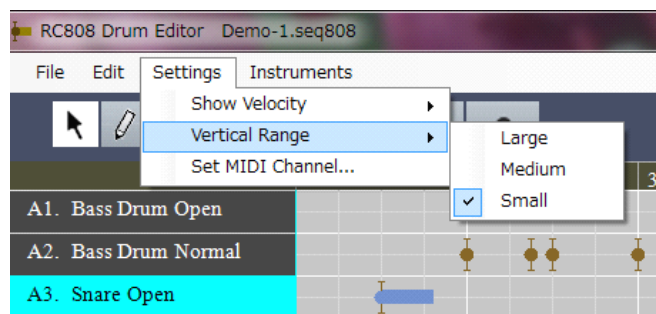 RC808 Drum Editor Demo-1.seq808
File Edit Settings Instruments
Show Velocity
Vertical Range
Set MIDI Channel...
Large
Medium
Small
3
A1. Bass Drum Open
A2. Bass Drum Normal
A3. Snare Open